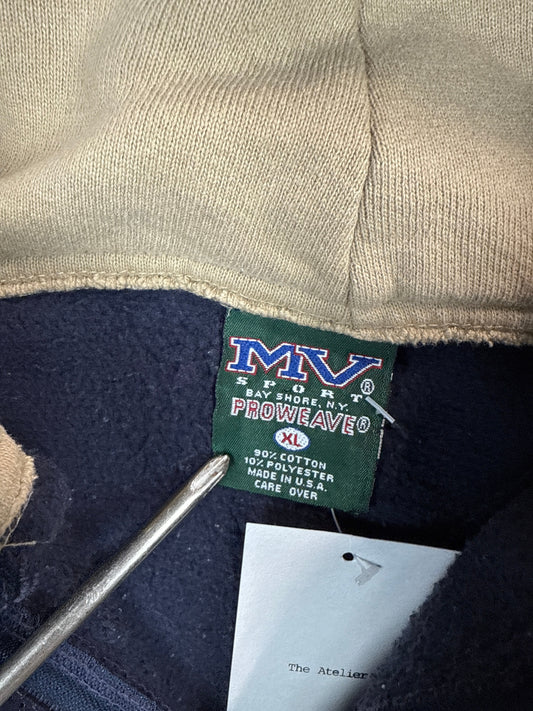 MV®
SPORT
BAY SHORE, N.Y.
PROWEAVE®
XL
90% COTTON
10% POLYESTER
MADE IN U.S.A.
CARE OVER
The Atelier